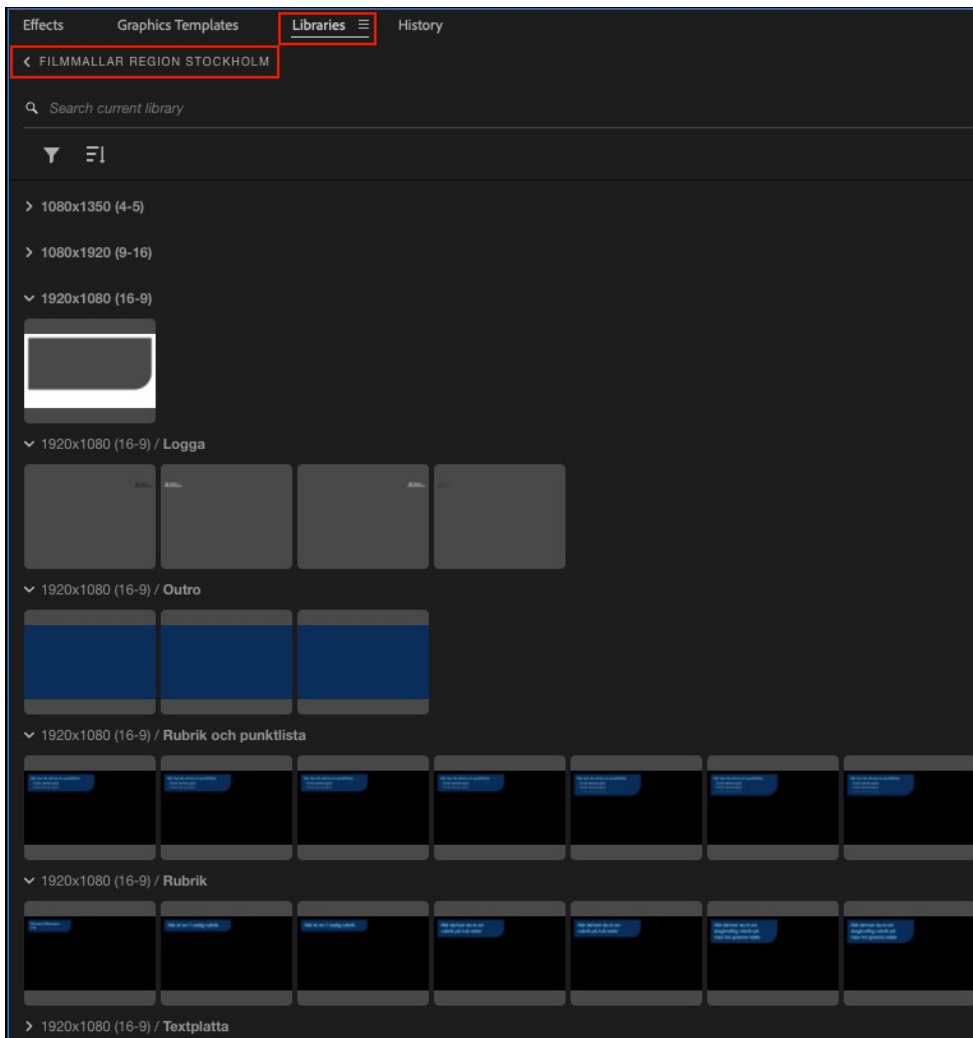 Effects Graphics Templates Libraries History
FILMMALLAR REGION STOCKHOLM
Search current library
1080x1350 (4-5)
1080x1920 (9-16)
1920x1080 (16-9)
1920x1080 (16-9) / Logga
1920x1080 (16-9) / Outro
1920x1080 (16-9) / Rubrik och punktlista
1920x1080 (16-9) / Rubrik
1920x1080 (16-9) / Textplatta